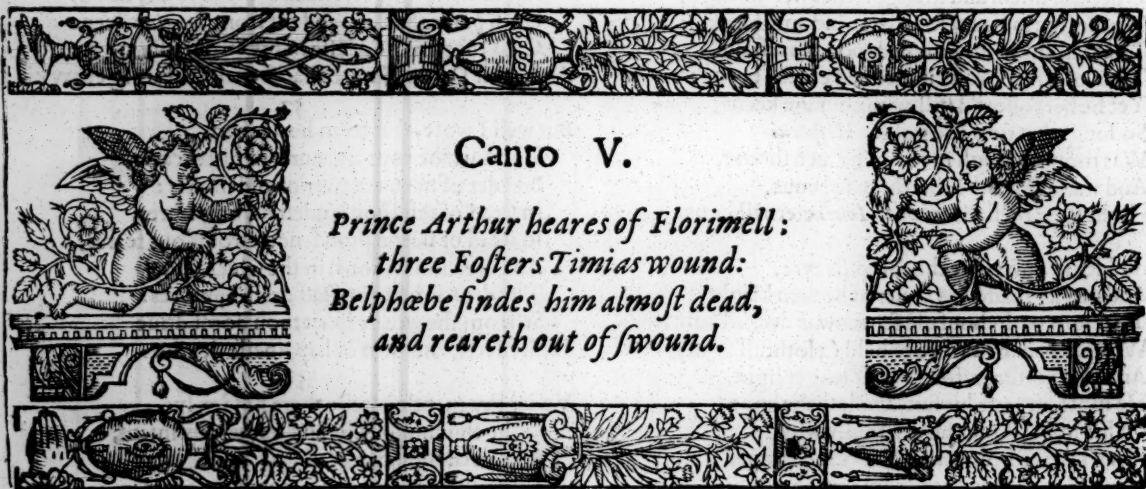 Canto V.
Prince Arthur heares of Florimell:
three Foſters Timias wound:
Belphœbe findes him almoſt dead,
and reareth out of ſwound.